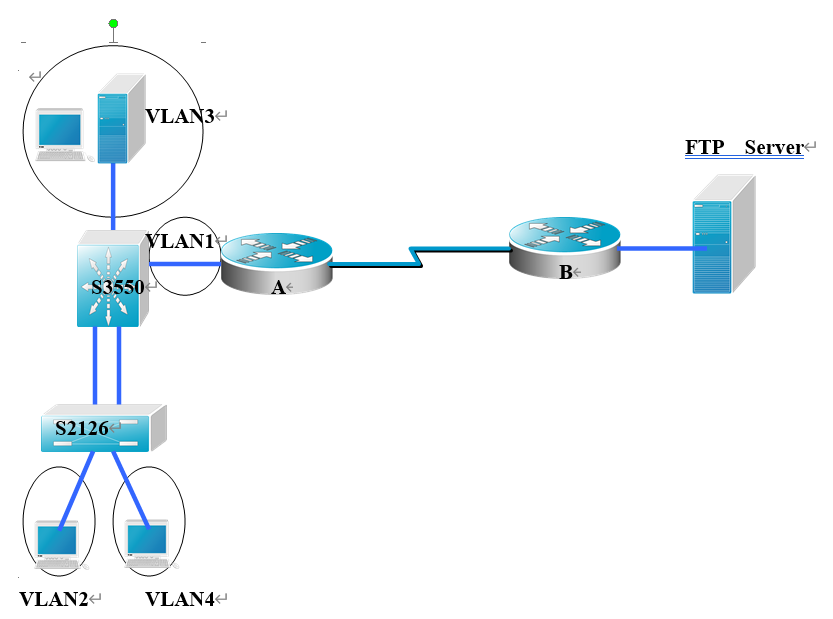 VLAN3
FTP Server
VLAN1
S3550
A
B
S2126
VLAN2
VLAN4